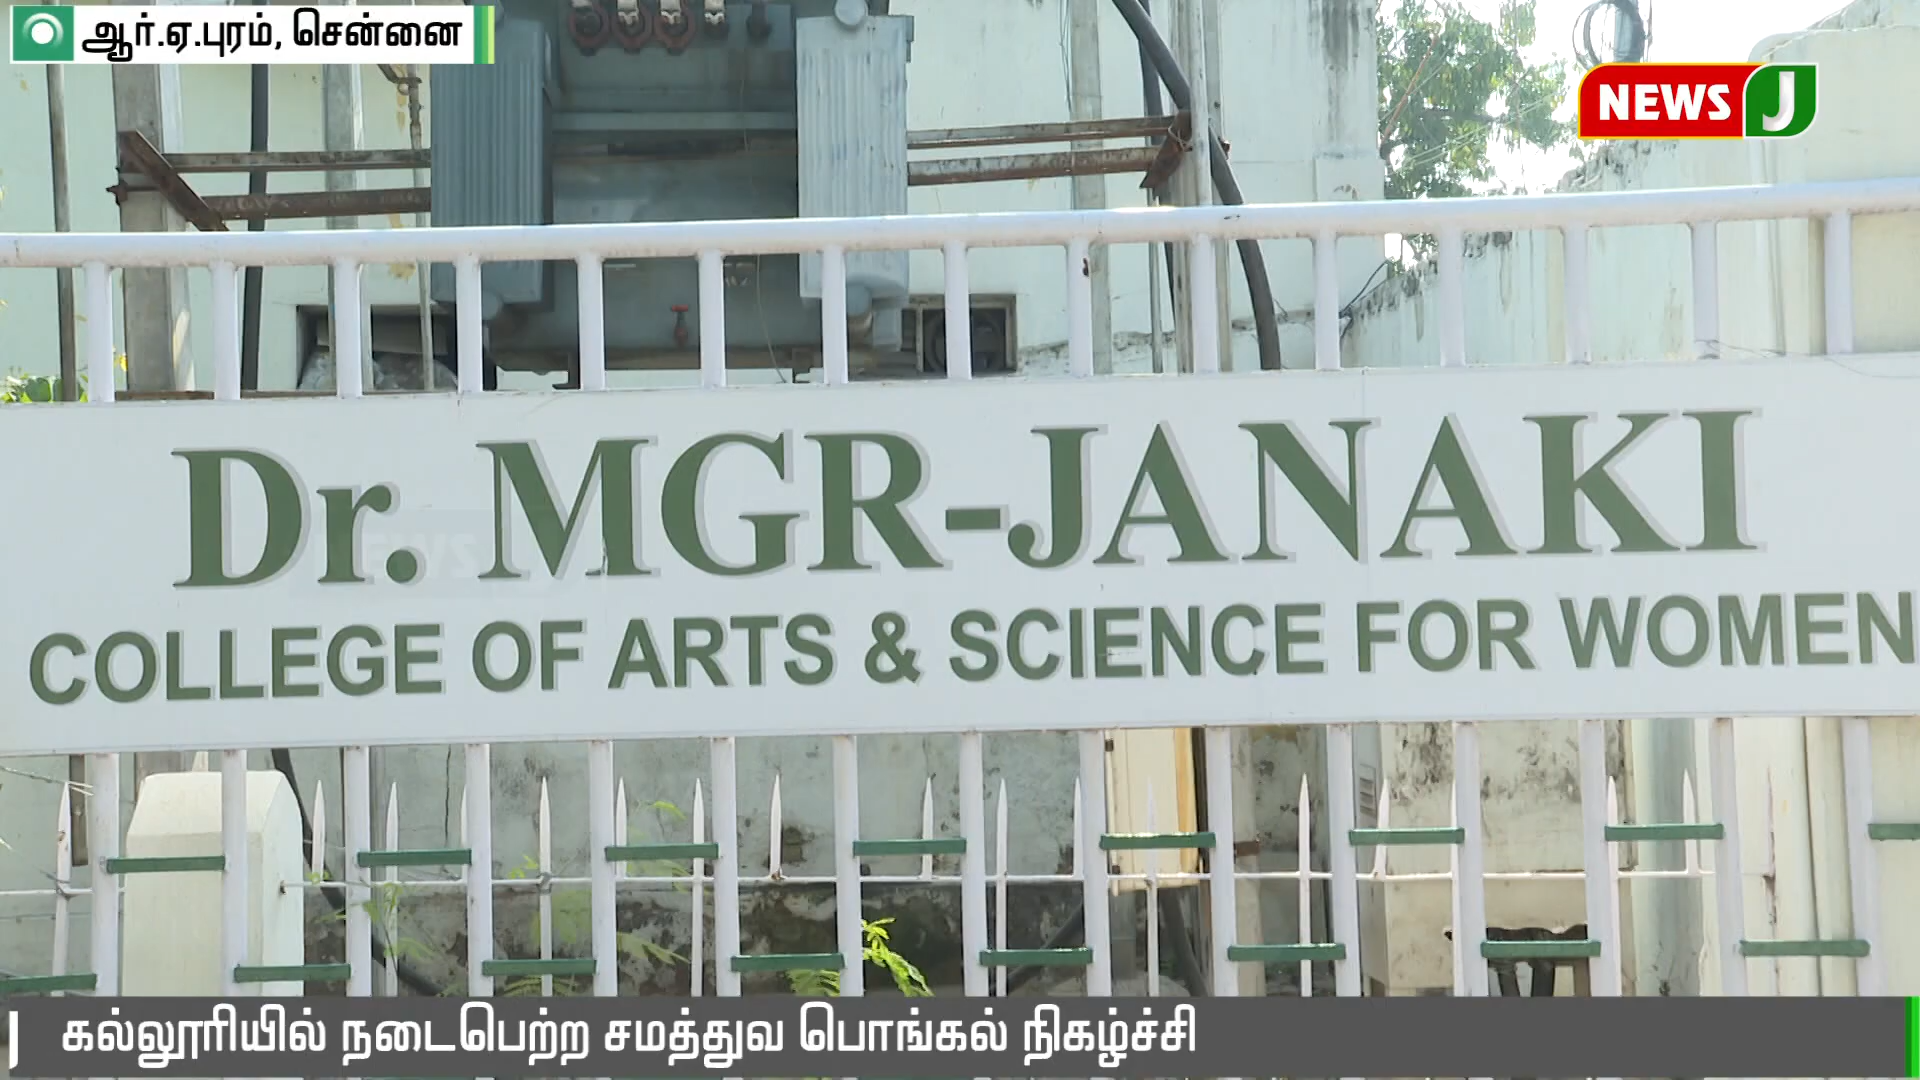 ஆர்.ஏ.புரம், சென்னை
NEWS J
Dr. MGR-JANAKI
COLLEGE OF ARTS & SCIENCE FOR WOMEN
கல்லூரியில் நடைபெற்ற சமத்துவ பொங்கல் நிகழ்ச்சி